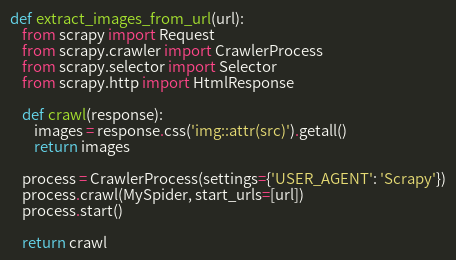 def extract_images_from_url(url):
    from scrapy import Request
    from scrapy.crawler import CrawlerProcess
    from scrapy.selector import Selector
    from scrapy.http import HtmlResponse

    def crawl(response):
        images = response.css('img::attr(src)').getall()
        return images

    process = CrawlerProcess(settings={'USER_AGENT': 'Scrapy'})
    process.crawl(MySpider, start_urls=[url])
    process.start()

    return crawl